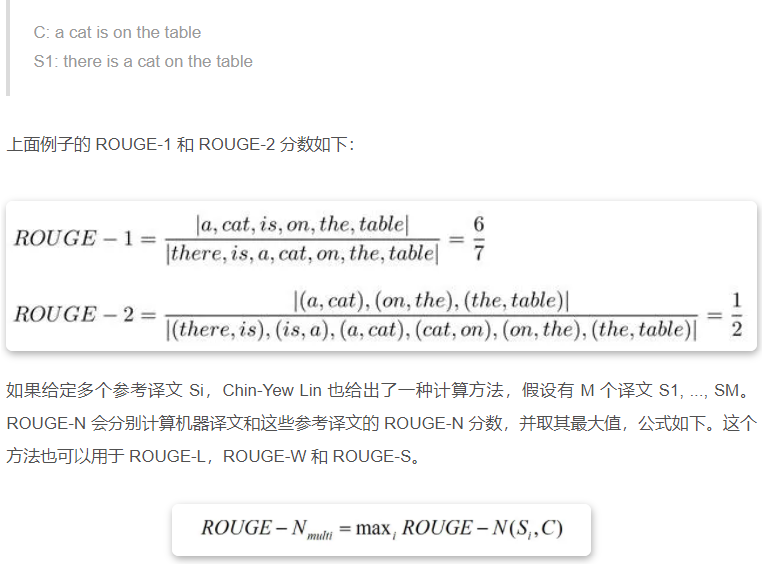 C: a cat is on the table
S1: there is a cat on the table
上面例子的 ROUGE-1 和 ROUGE-2 分数如下：
ROUGE − 1 = |a, cat, is, on, the, table| / |there, is, a, cat, on, the, table| = 6/7
ROUGE − 2 = |(a, cat), (on, the), (the, table)| / |(there, is), (is, a), (a, cat), (cat, on), (on, the), (the, table)| = 1/2
如果给定多个参考译文 Si，Chin-Yew Lin 也给出了一种计算方法，假设有 M 个译文 S1, ..., SM。
ROUGE-N 会分别计算机器译文和这些参考译文的 ROUGE-N 分数，并取其最大值，公式如下。这个
方法也可以用于 ROUGE-L，ROUGE-W 和 ROUGE-S。
ROUGE − N_multi = max_i ROUGE − N(S_i, C)